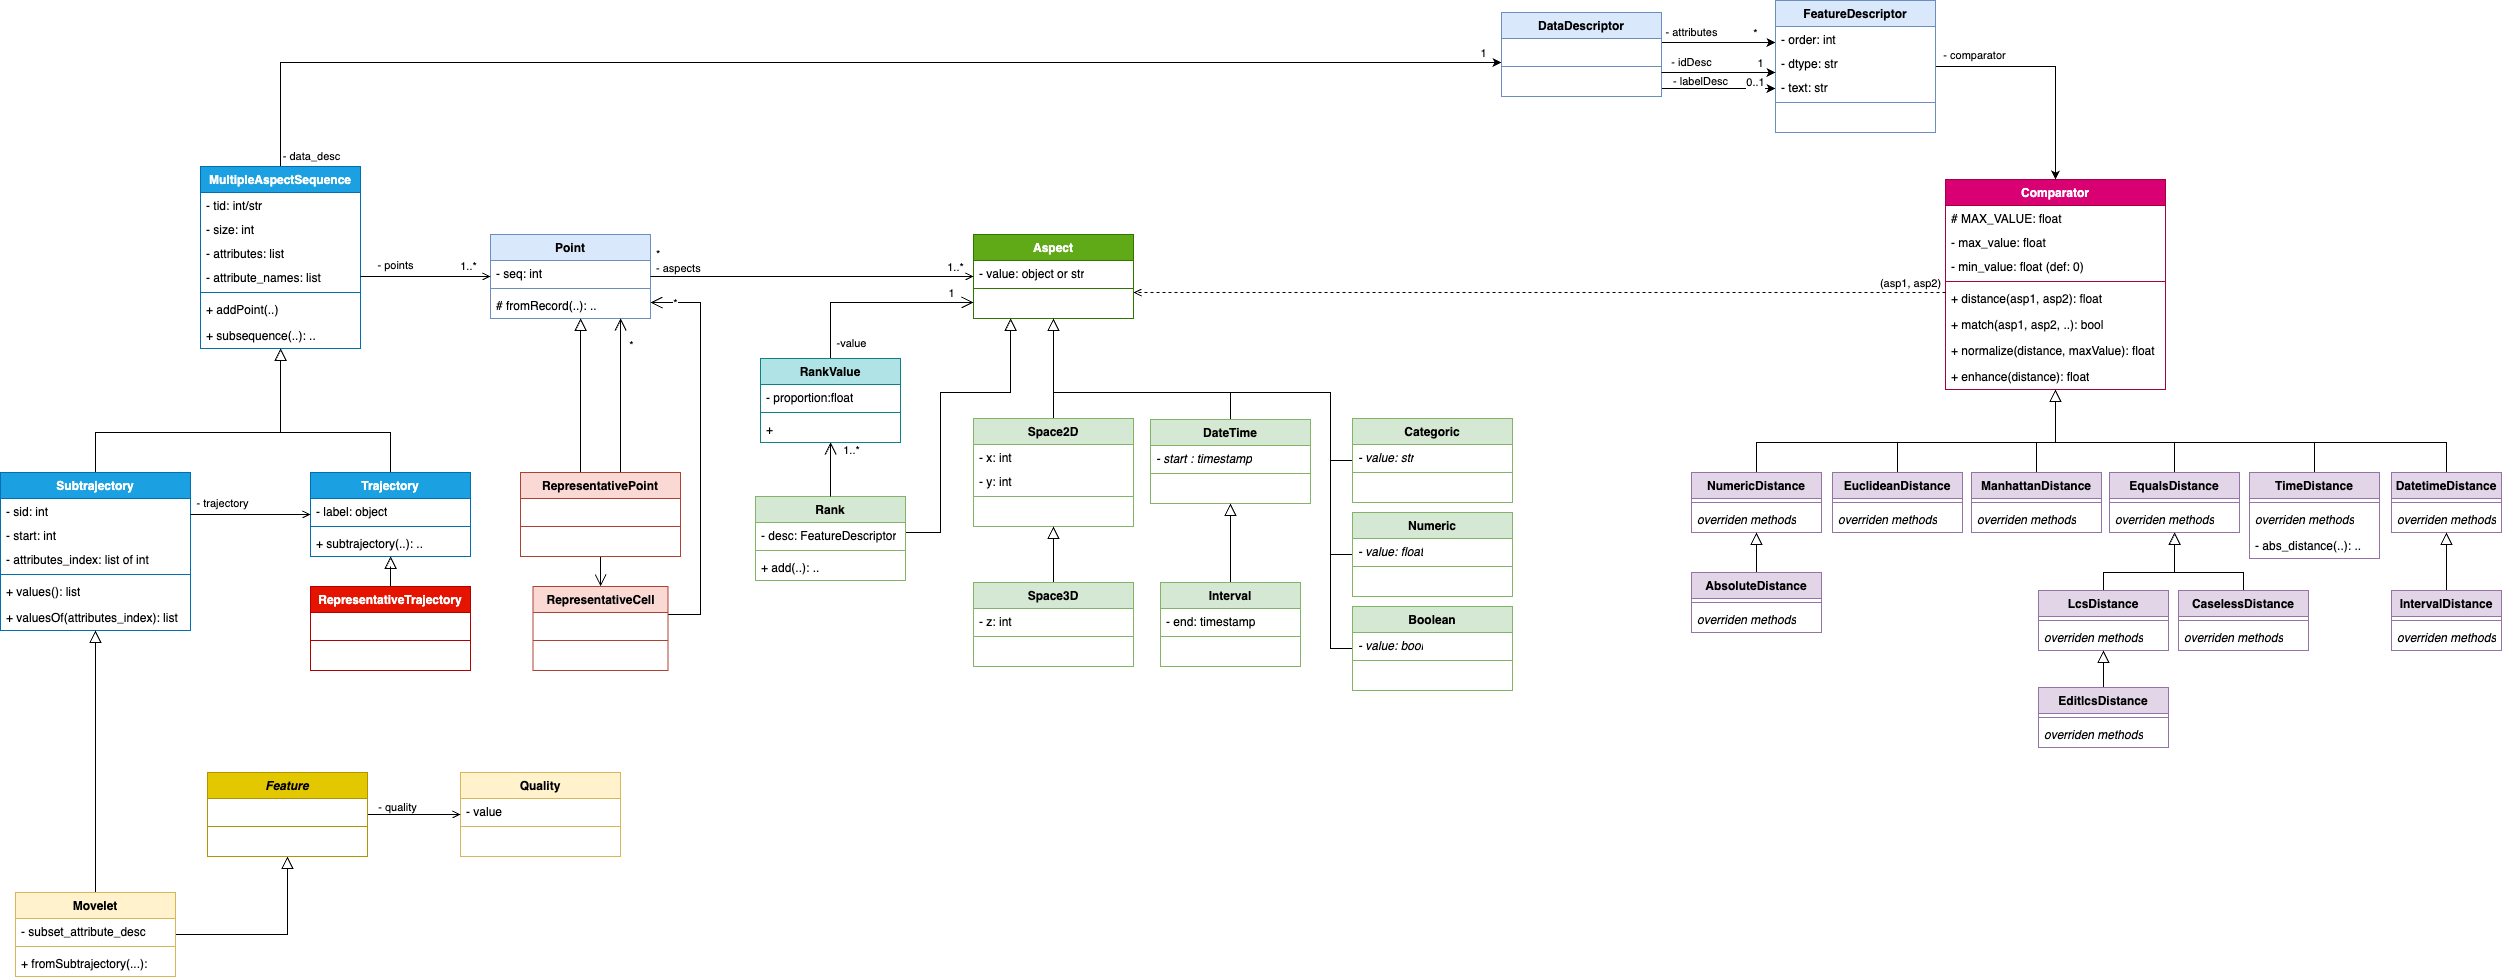 DataDescriptor
- attributes
*
- idDesc
1
- labelDesc
0..1
FeatureDescriptor
- order: int
- dtype: str
- text: str
- comparator
1
- data_desc
MultipleAspectSequence
- tid: int/str
- size: int
- attributes: list
- attribute_names: list
+ addPoint(..)
+ subsequence(..): ..
- points
1..*
Point
- seq: int
# fromRecord(..): ..
*
- aspects
1..*
Aspect
- value: object or str
(asp1, asp2)
Comparator
# MAX_VALUE: float
- max_value: float
- min_value: float (def: 0)
+ distance(asp1, asp2): float
+ match(asp1, asp2, ..): bool
+ normalize(distance, maxValue): float
+ enhance(distance): float
*
*
1
-value
RankValue
- proportion:float
+
1..*
Rank
- desc: FeatureDescriptor
+ add(..): ..
Space2D
- x: int
- y: int
Space3D
- z: int
DateTime
- start : timestamp
Interval
- end: timestamp
Categoric
- value: str
Numeric
- value: float
Boolean
- value: bool
Subtrajectory
- sid: int
- start: int
- attributes_index: list of int
+ values(): list
+ valuesOf(attributes_index): list
- trajectory
Trajectory
- label: object
+ subtrajectory(..): ..
RepresentativeTrajectory
RepresentativePoint
RepresentativeCell
NumericDistance
overriden methods
EuclideanDistance
overriden methods
ManhattanDistance
overriden methods
EqualsDistance
overriden methods
TimeDistance
overriden methods
- abs_distance(..): ..
DatetimeDistance
overriden methods
AbsoluteDistance
overriden methods
LcsDistance
overriden methods
CaselessDistance
overriden methods
IntervalDistance
overriden methods
EditlcsDistance
overriden methods
Feature
- quality
Quality
- value
Movelet
- subset_attribute_desc
+ fromSubtrajectory(...):